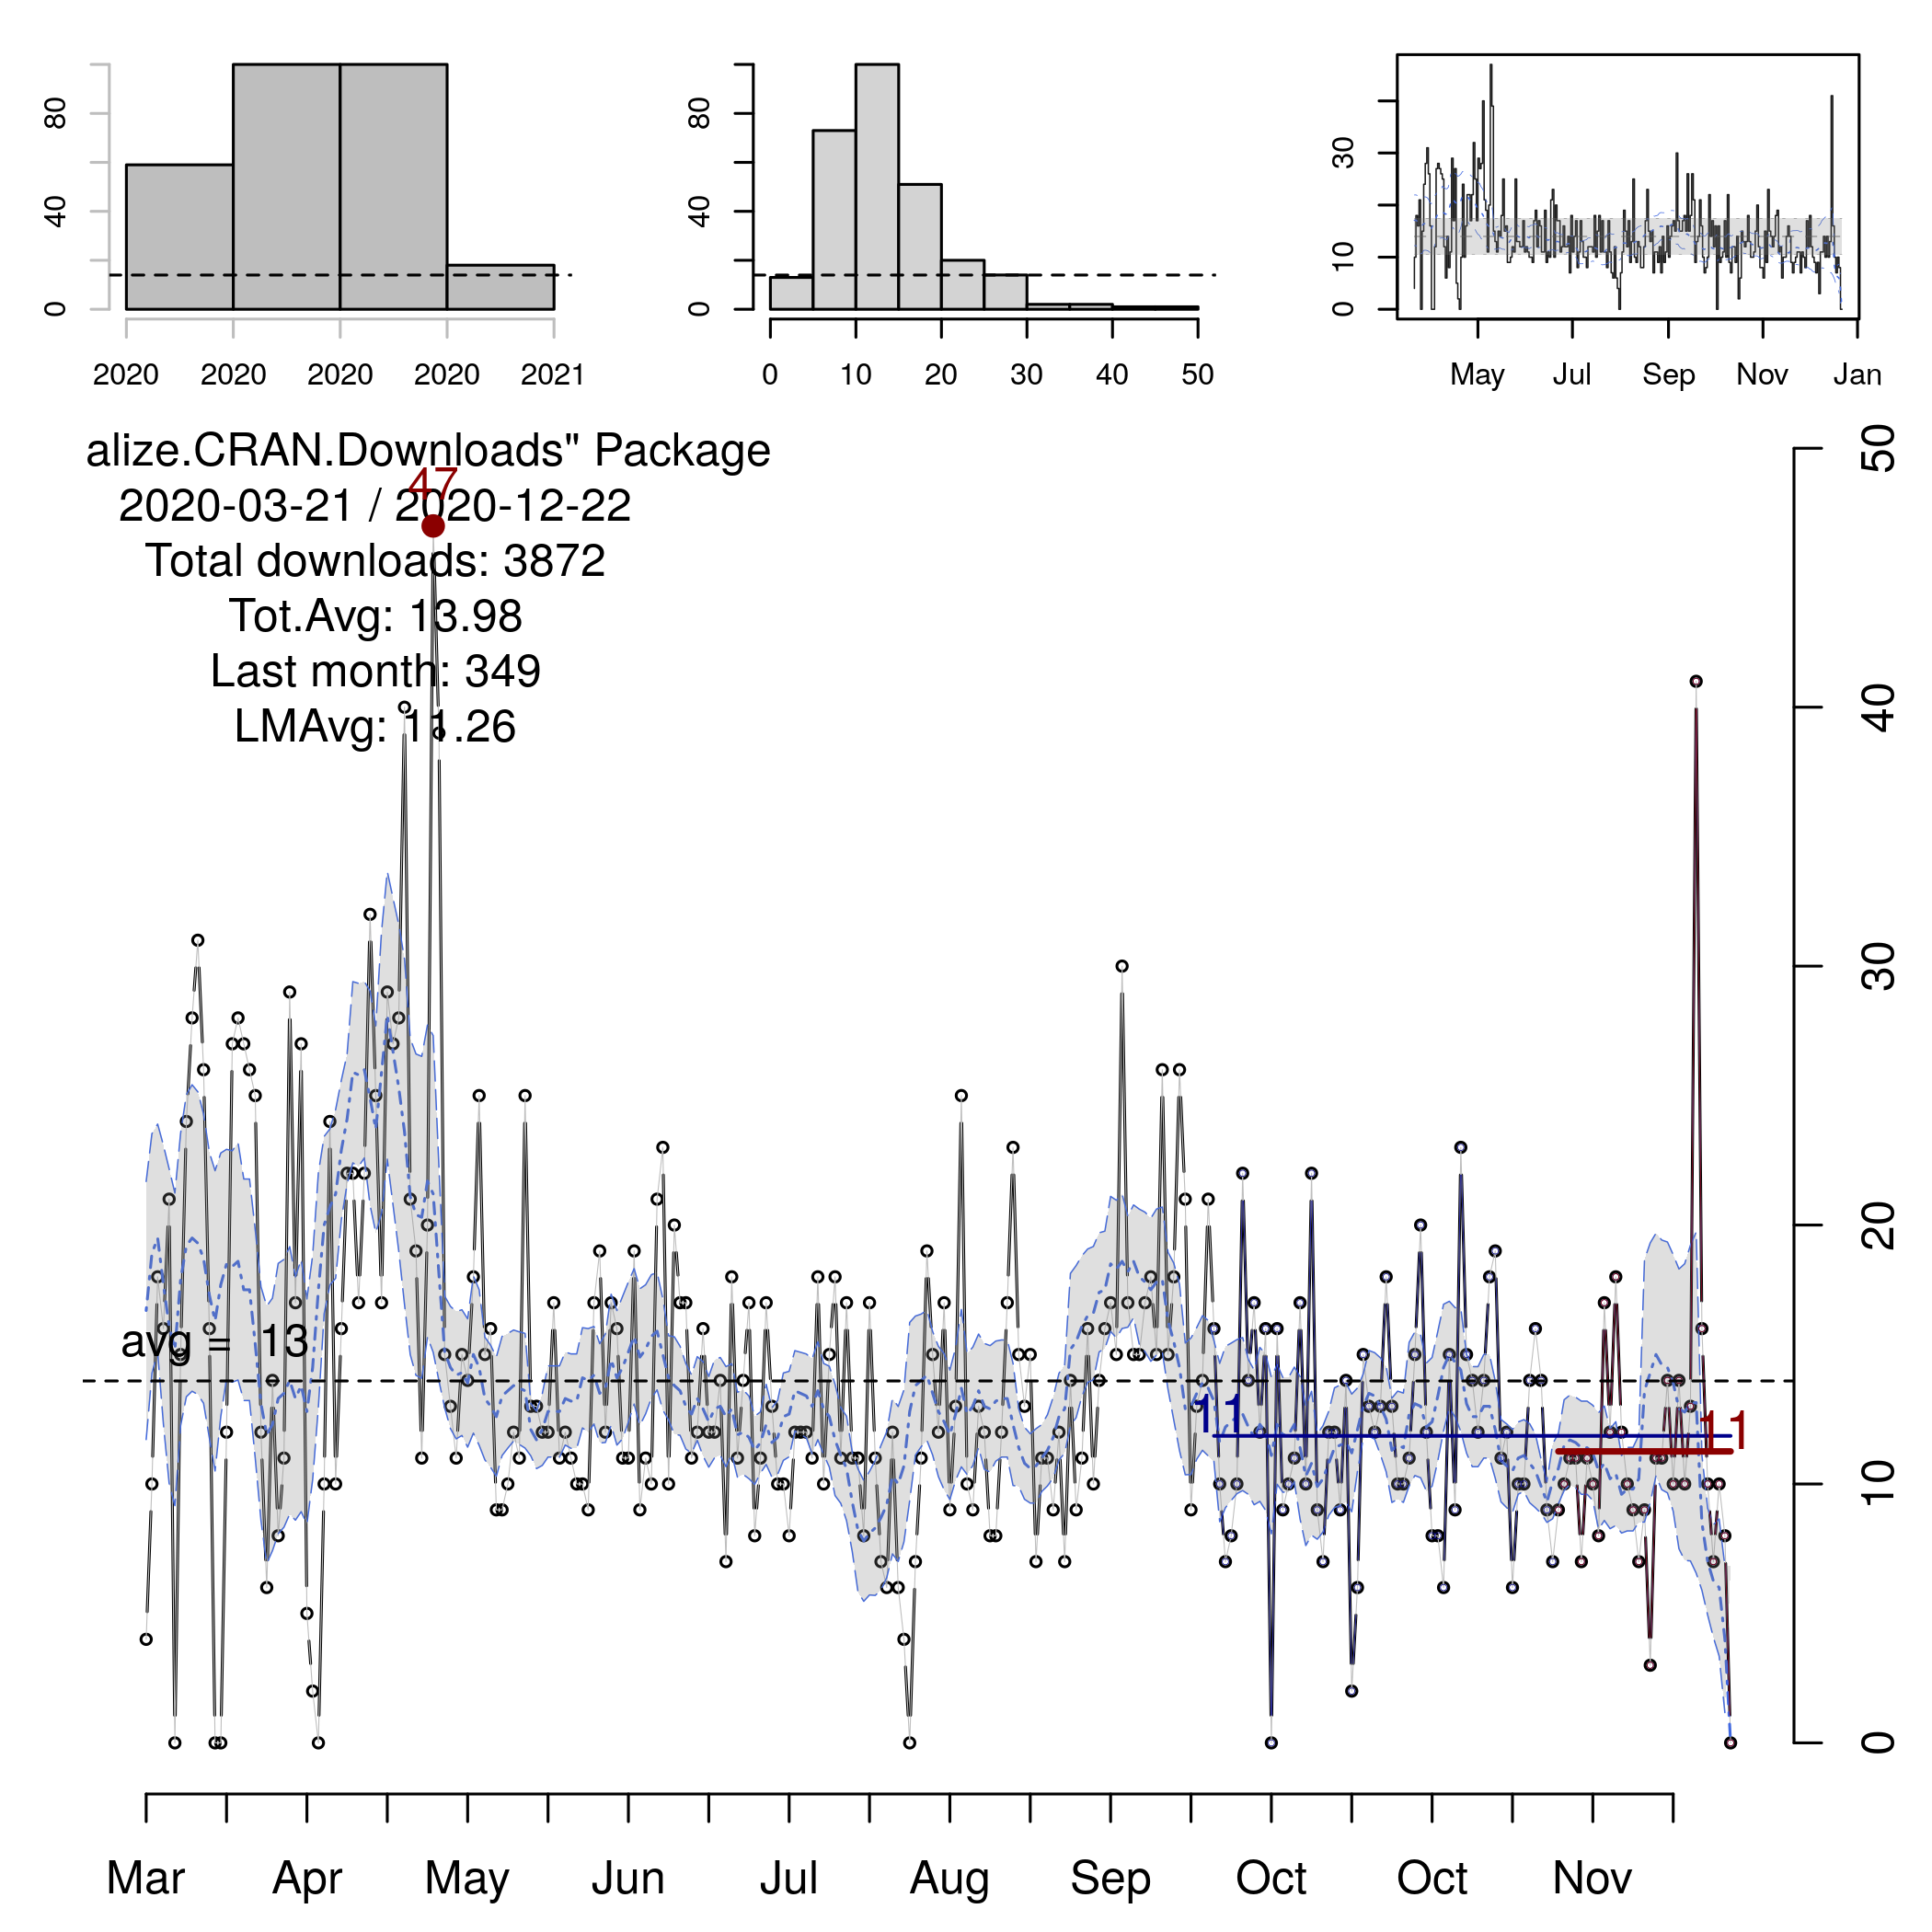 80
40
0
2020 2020 2020 2020 2021
80
40
0
0 10 20 30 40 50
30
10
0
May Jul Sep Nov Jan
alize.CRAN.Downloads" Package
47
2020-03-21 / 2020-12-22
Total downloads: 3872
Tot.Avg: 13.98
Last month: 349
LMAvg: 11.26
avg = 13
11
11
50
40
30
20
10
0
Mar Apr May Jun Jul Aug Sep Oct Oct Nov